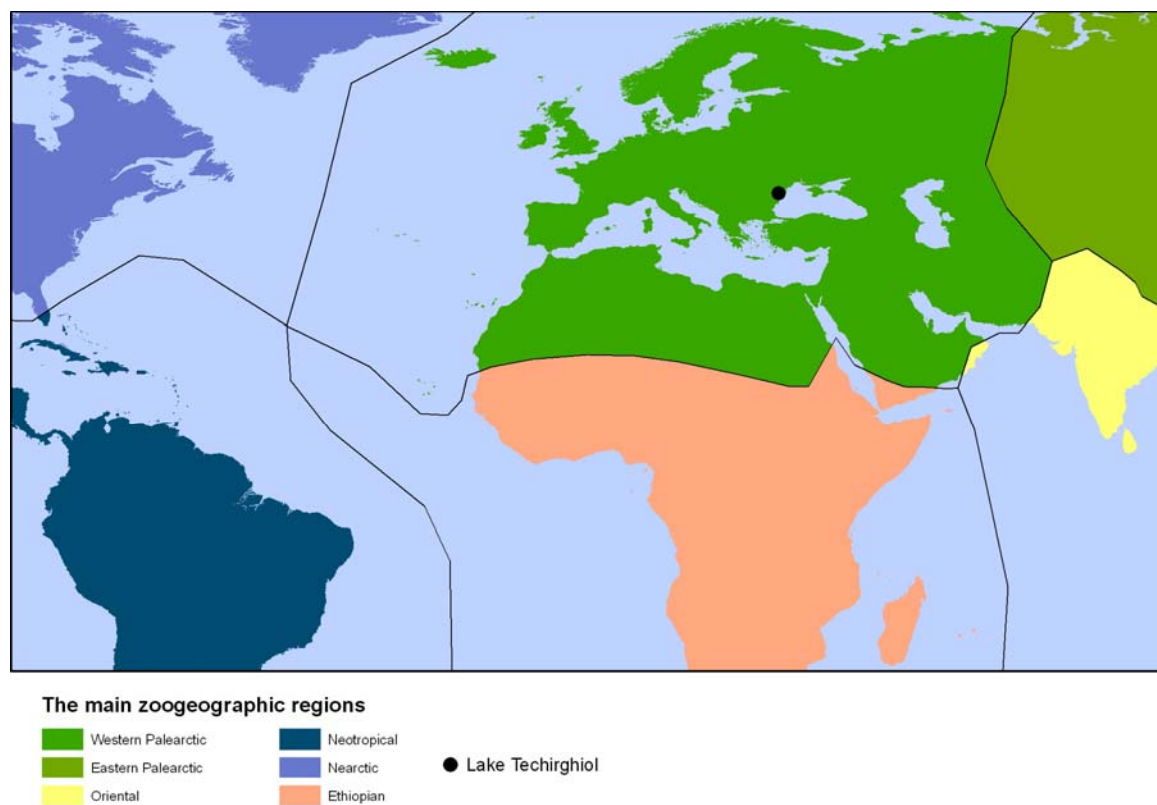 The main zoogeographic regions
Western Palearctic
Eastern Palearctic
Oriental
Neotropical
Nearctic
Ethiopian
Lake Techirghiol